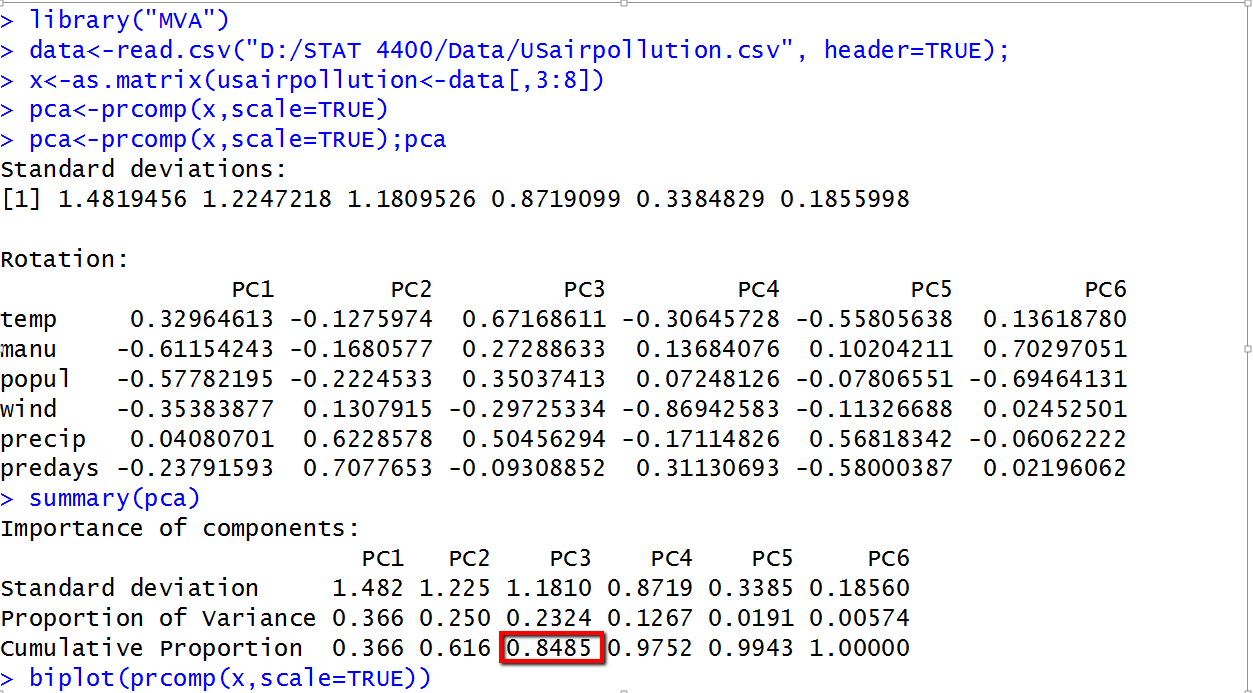 > library("MVA")
> data<-read.csv("D:/STAT 4400/Data/USairpollution.csv", header=TRUE);
> x<-as.matrix(usairpollution<-data[,3:8])
> pca<-prcomp(x,scale=TRUE)
> pca<-prcomp(x,scale=TRUE);pca
Standard deviations:
[1] 1.4819456 1.2247218 1.1809526 0.8719099 0.3384829 0.1855998
Rotation:
PC1 PC2 PC3 PC4 PC5 PC6
temp 0.32964613 -0.1275974 0.67168611 -0.30645728 -0.55805638 0.13618780
manu -0.61154243 -0.1680577 0.27288633 0.13684076 0.10204211 0.70297051
popul -0.57782195 -0.2224533 0.35037413 0.07248126 -0.07806551 -0.69464131
wind -0.35383877 0.1307915 -0.29725334 -0.86942583 -0.11326688 0.02452501
precip 0.04080701 0.6228578 0.50456294 -0.17114826 0.56818342 -0.06062222
predays -0.23791593 0.7077653 -0.09308852 0.31130693 -0.58000387 0.02196062
> summary(pca)
Importance of components:
PC1 PC2 PC3 PC4 PC5 PC6
Standard deviation 1.482 1.225 1.1810 0.8719 0.3385 0.18560
Proportion of Variance 0.366 0.250 0.2324 0.1267 0.0191 0.00574
Cumulative Proportion 0.366 0.616 0.8485 0.9752 0.9943 1.00000
> biplot(prcomp(x,scale=TRUE))